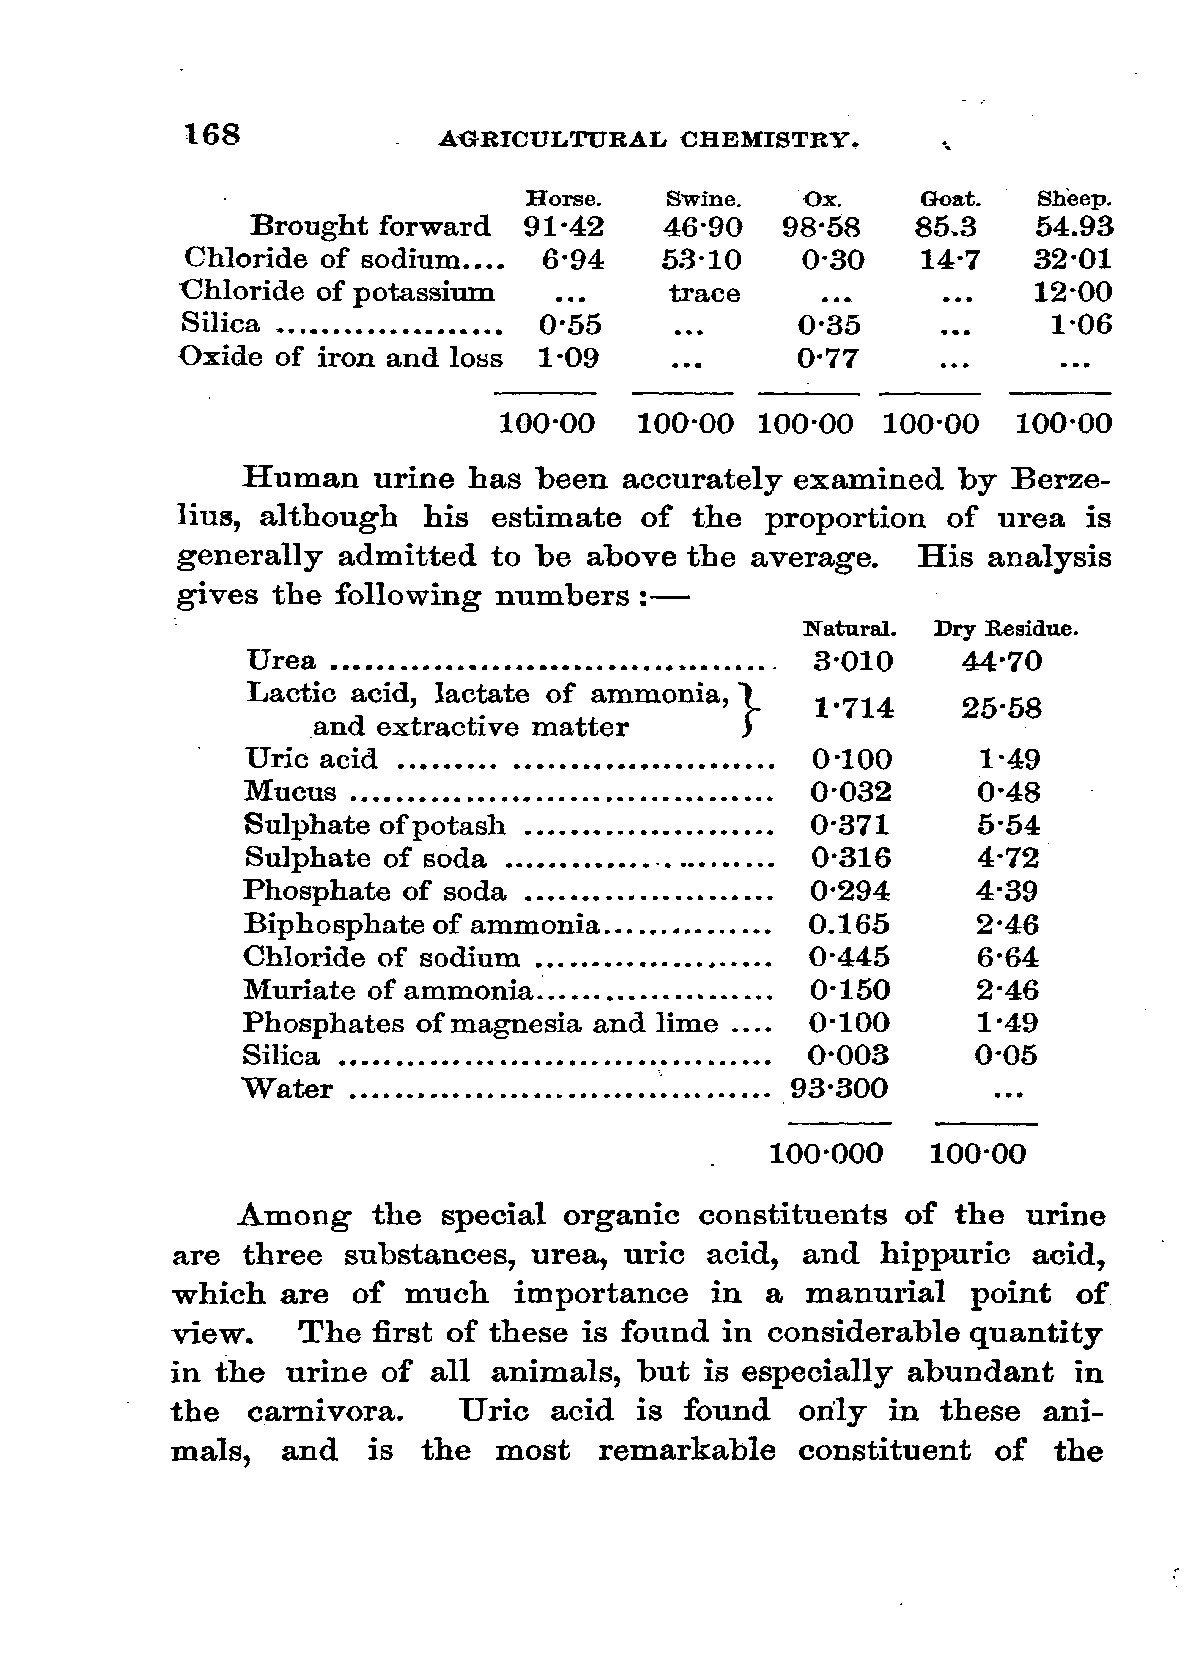 168 AGRICULTURAL CHEMISTRY.
Horse. Swine. Ox. Goat. Sheep.
Brought forward 91·42 46·90 98·58 85.3 54.93
Chloride of sodium.... 6·94 53·10 0·30 14·7 32·01
Chloride of potassium ... trace ... ... 12·00
Silica .................... 0·55 ... 0·35 ... 1·06
Oxide of iron and loss 1·09 ... 0·77 ... ...
100·00 100·00 100·00 100·00 100·00
Human urine has been accurately examined by Berze-
lius, although his estimate of the proportion of urea is
generally admitted to be above the average. His analysis
gives the following numbers :—
Natural. Dry Residue.
Urea ....................................... 3·010 44·70
Lactic acid, lactate of ammonia, }
and extractive matter 1·714 25·58
Uric acid ......... ....................... 0·100 1·49
Mucus ..................................... 0·032 0·48
Sulphate of potash ...................... 0·371 5·54
Sulphate of soda ........................ 0·316 4·72
Phosphate of soda ...................... 0·294 4·39
Biphosphate of ammonia............... 0.165 2·46
Chloride of sodium ..................... 0·445 6·64
Muriate of ammonia..................... 0·150 2·46
Phosphates of magnesia and lime .... 0·100 1·49
Silica ...................................... 0·003 0·05
Water ..................................... 93·300 ...
100·000 100·00
Among the special organic constituents of the urine
are three substances, urea, uric acid, and hippuric acid,
which are of much importance in a manurial point of
view. The first of these is found in considerable quantity
in the urine of all animals, but is especially abundant in
the carnivora. Uric acid is found only in these ani-
mals, and is the most remarkable constituent of the